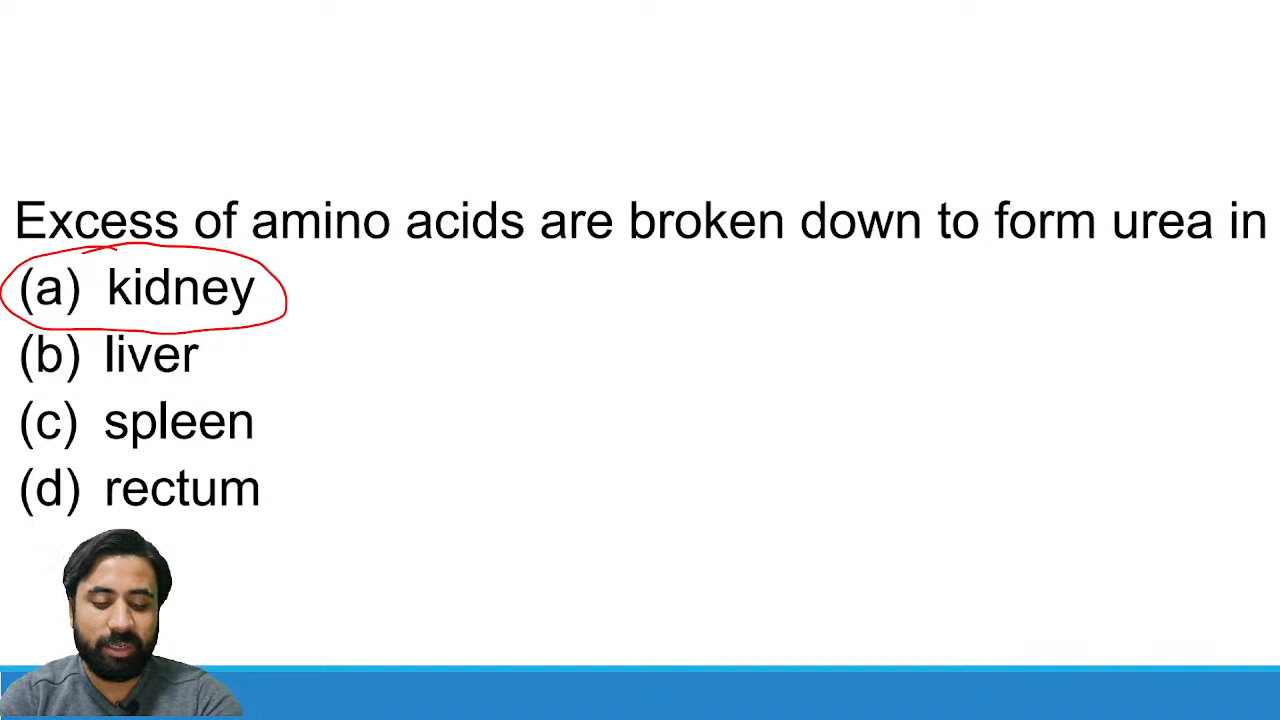 Excess of amino acids are broken down to form urea in
(a) kidney
(b) liver
(c) spleen
(d) rectum